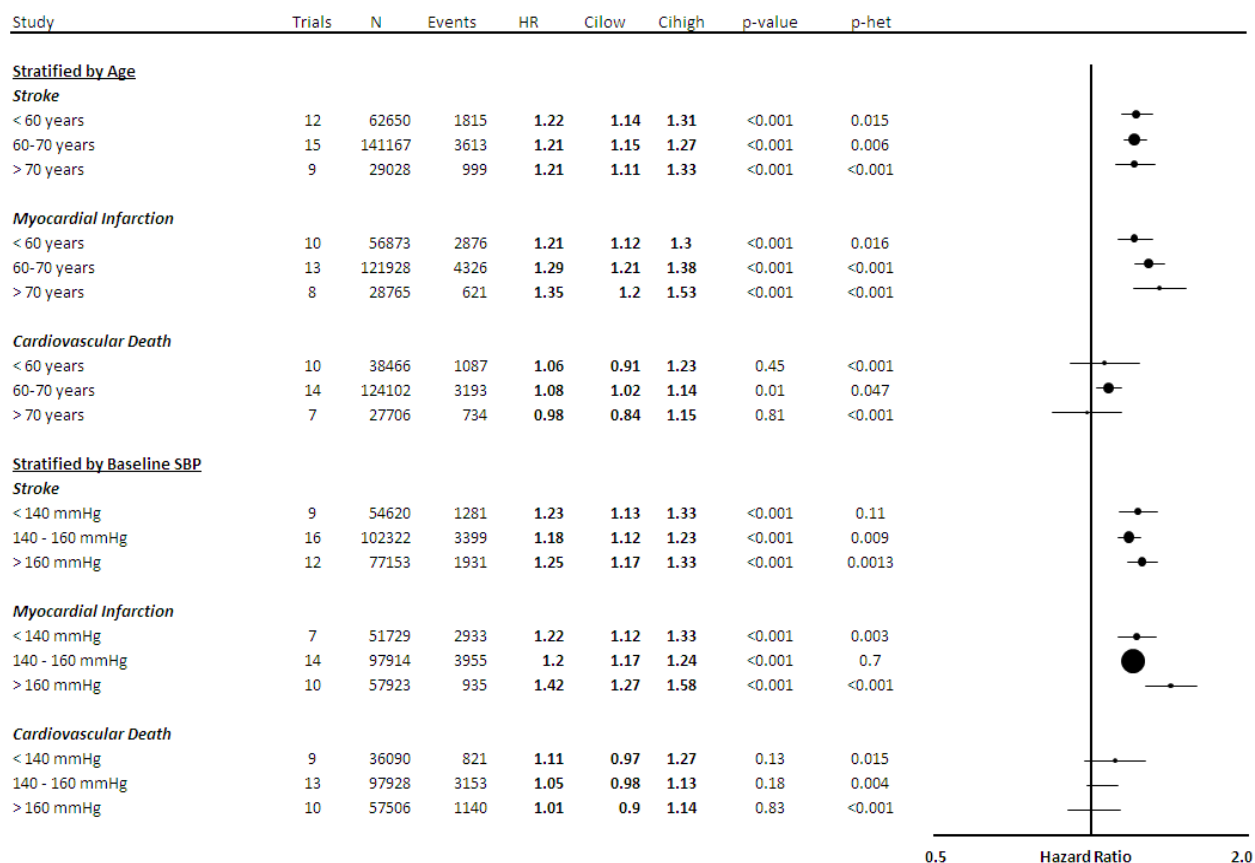 Study Trials N Events HR Cilow Cihigh p-value p-het
Stratified by Age
Stroke
< 60 years 12 62650 1815 1.22 1.14 1.31 <0.001 0.015
60-70 years 15 141167 3613 1.21 1.15 1.27 <0.001 0.006
> 70 years 9 29028 999 1.21 1.11 1.33 <0.001 <0.001
Myocardial Infarction
< 60 years 10 56873 2876 1.21 1.12 1.3 <0.001 0.016
60-70 years 13 121928 4326 1.29 1.21 1.38 <0.001 <0.001
> 70 years 8 28765 621 1.35 1.2 1.53 <0.001 <0.001
Cardiovascular Death
< 60 years 10 38466 1087 1.06 0.91 1.23 0.45 <0.001
60-70 years 14 124102 3193 1.08 1.02 1.14 0.01 0.047
> 70 years 7 27706 734 0.98 0.84 1.15 0.81 <0.001
Stratified by Baseline SBP
Stroke
< 140 mmHg 9 54620 1281 1.23 1.13 1.33 <0.001 0.11
140 - 160 mmHg 16 102322 3399 1.18 1.12 1.23 <0.001 0.009
> 160 mmHg 12 77153 1931 1.25 1.17 1.33 <0.001 0.0013
Myocardial Infarction
< 140 mmHg 7 51729 2933 1.22 1.12 1.33 <0.001 0.003
140 - 160 mmHg 14 97914 3955 1.2 1.17 1.24 <0.001 0.7
> 160 mmHg 10 57923 935 1.42 1.27 1.58 <0.001 <0.001
Cardiovascular Death
< 140 mmHg 9 36090 821 1.11 0.97 1.27 0.13 0.015
140 - 160 mmHg 13 97928 3153 1.05 0.98 1.13 0.18 0.004
> 160 mmHg 10 57506 1140 1.01 0.9 1.14 0.83 <0.001
0.5 Hazard Ratio 2.0